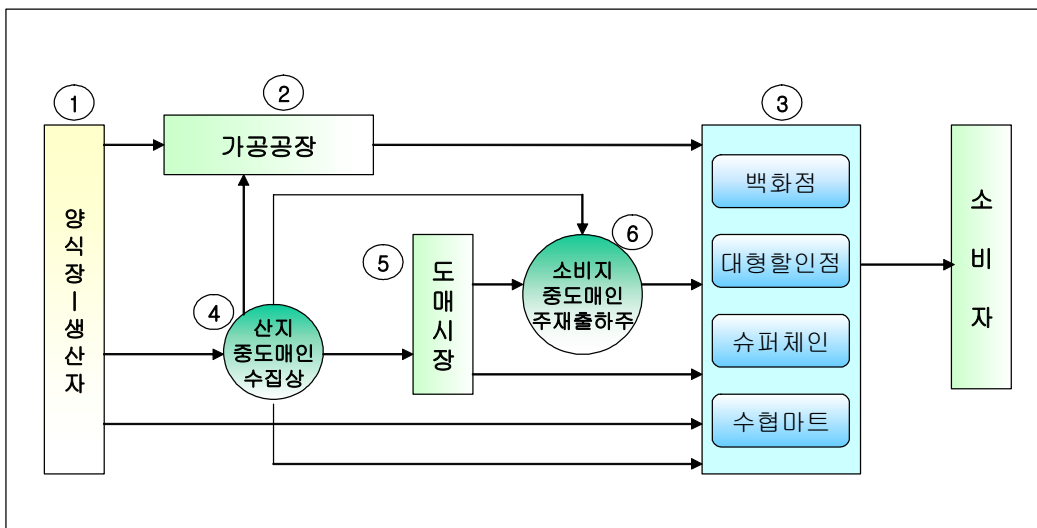 ①
②
③
가공공장
백화점
양
식
장
ㅣ
생
산
자
소
비
자
⑥
⑤
도
매
시
장
소비지
중도매인
주재출하주
대형할인점
④
산지
중도매인
수집상
슈퍼체인
수협마트